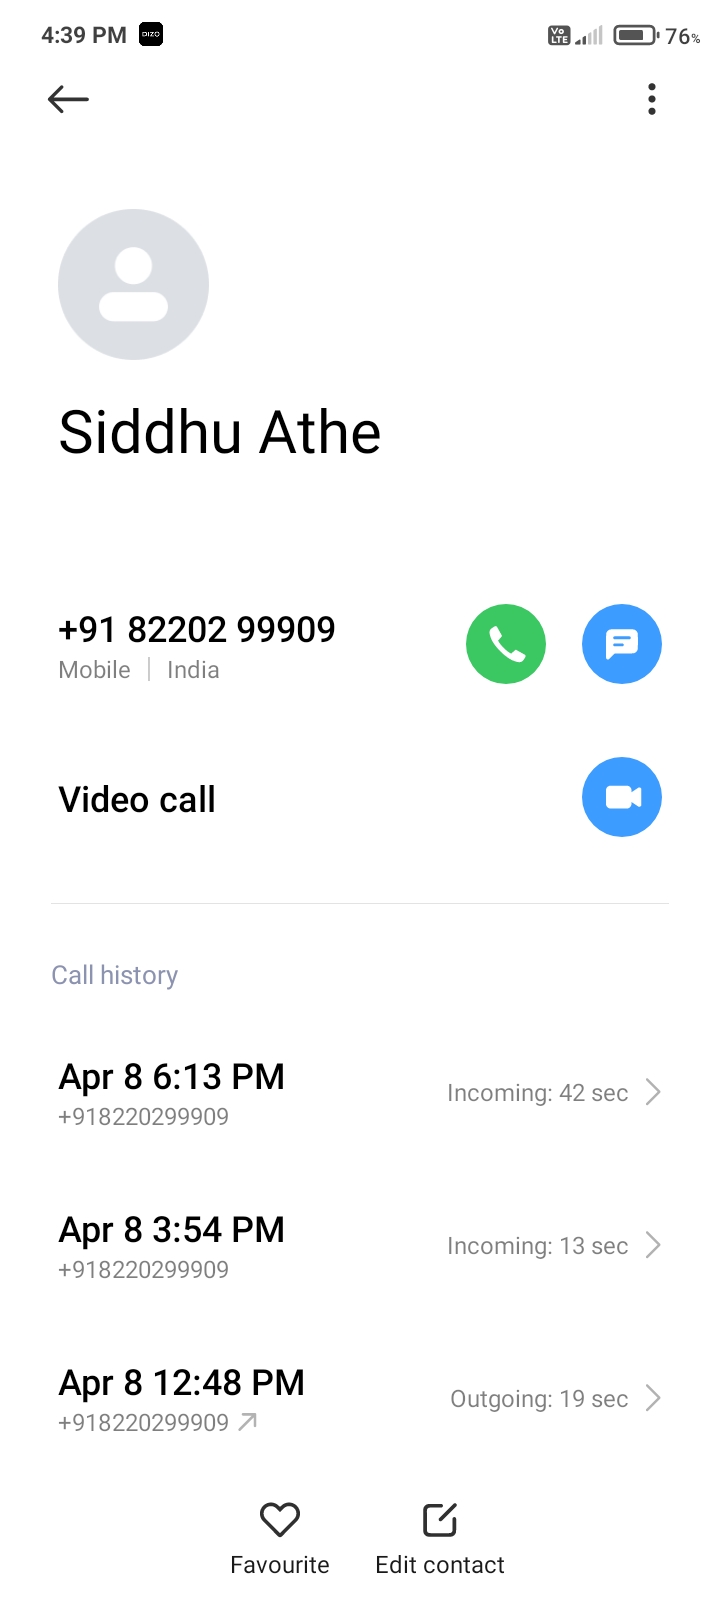 4:39 PM DIZO Vo LTE 76%
Siddhu Athe
+91 82202 99909
Mobile | India
Video call
Call history
Apr 8 6:13 PM
+918220299909
Incoming: 42 sec
Apr 8 3:54 PM
+918220299909
Incoming: 13 sec
Apr 8 12:48 PM
+918220299909
Outgoing: 19 sec
Favourite
Edit contact